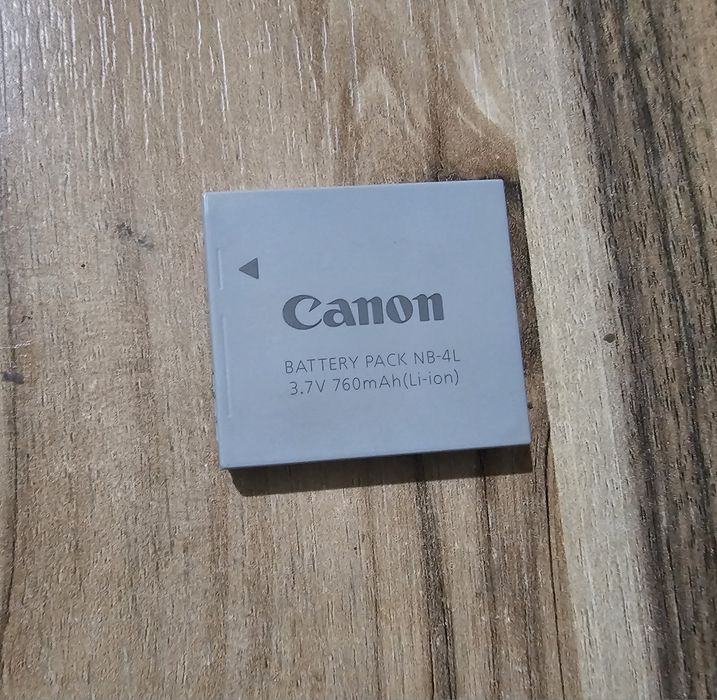 Canon
BATTERY PACK NB-4L
3.7V 760mAh(Li-ion)